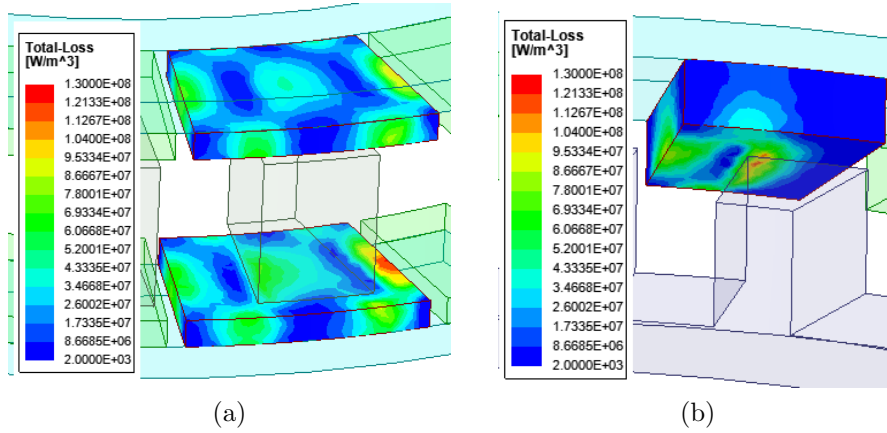 Total-Loss
[W/m^3]
1.3000E+08
1.2133E+08
1.1267E+08
1.0400E+08
9.5334E+07
8.6667E+07
7.8001E+07
6.9334E+07
6.0668E+07
5.2001E+07
4.3335E+07
3.4668E+07
2.6002E+07
1.7335E+07
8.6685E+06
2.0000E+03
(a)
Total-Loss
[W/m^3]
1.3000E+08
1.2133E+08
1.1267E+08
1.0400E+08
9.5334E+07
8.6667E+07
7.8001E+07
6.9334E+07
6.0668E+07
5.2001E+07
4.3335E+07
3.4668E+07
2.6002E+07
1.7335E+07
8.6685E+06
2.0000E+03
(b)